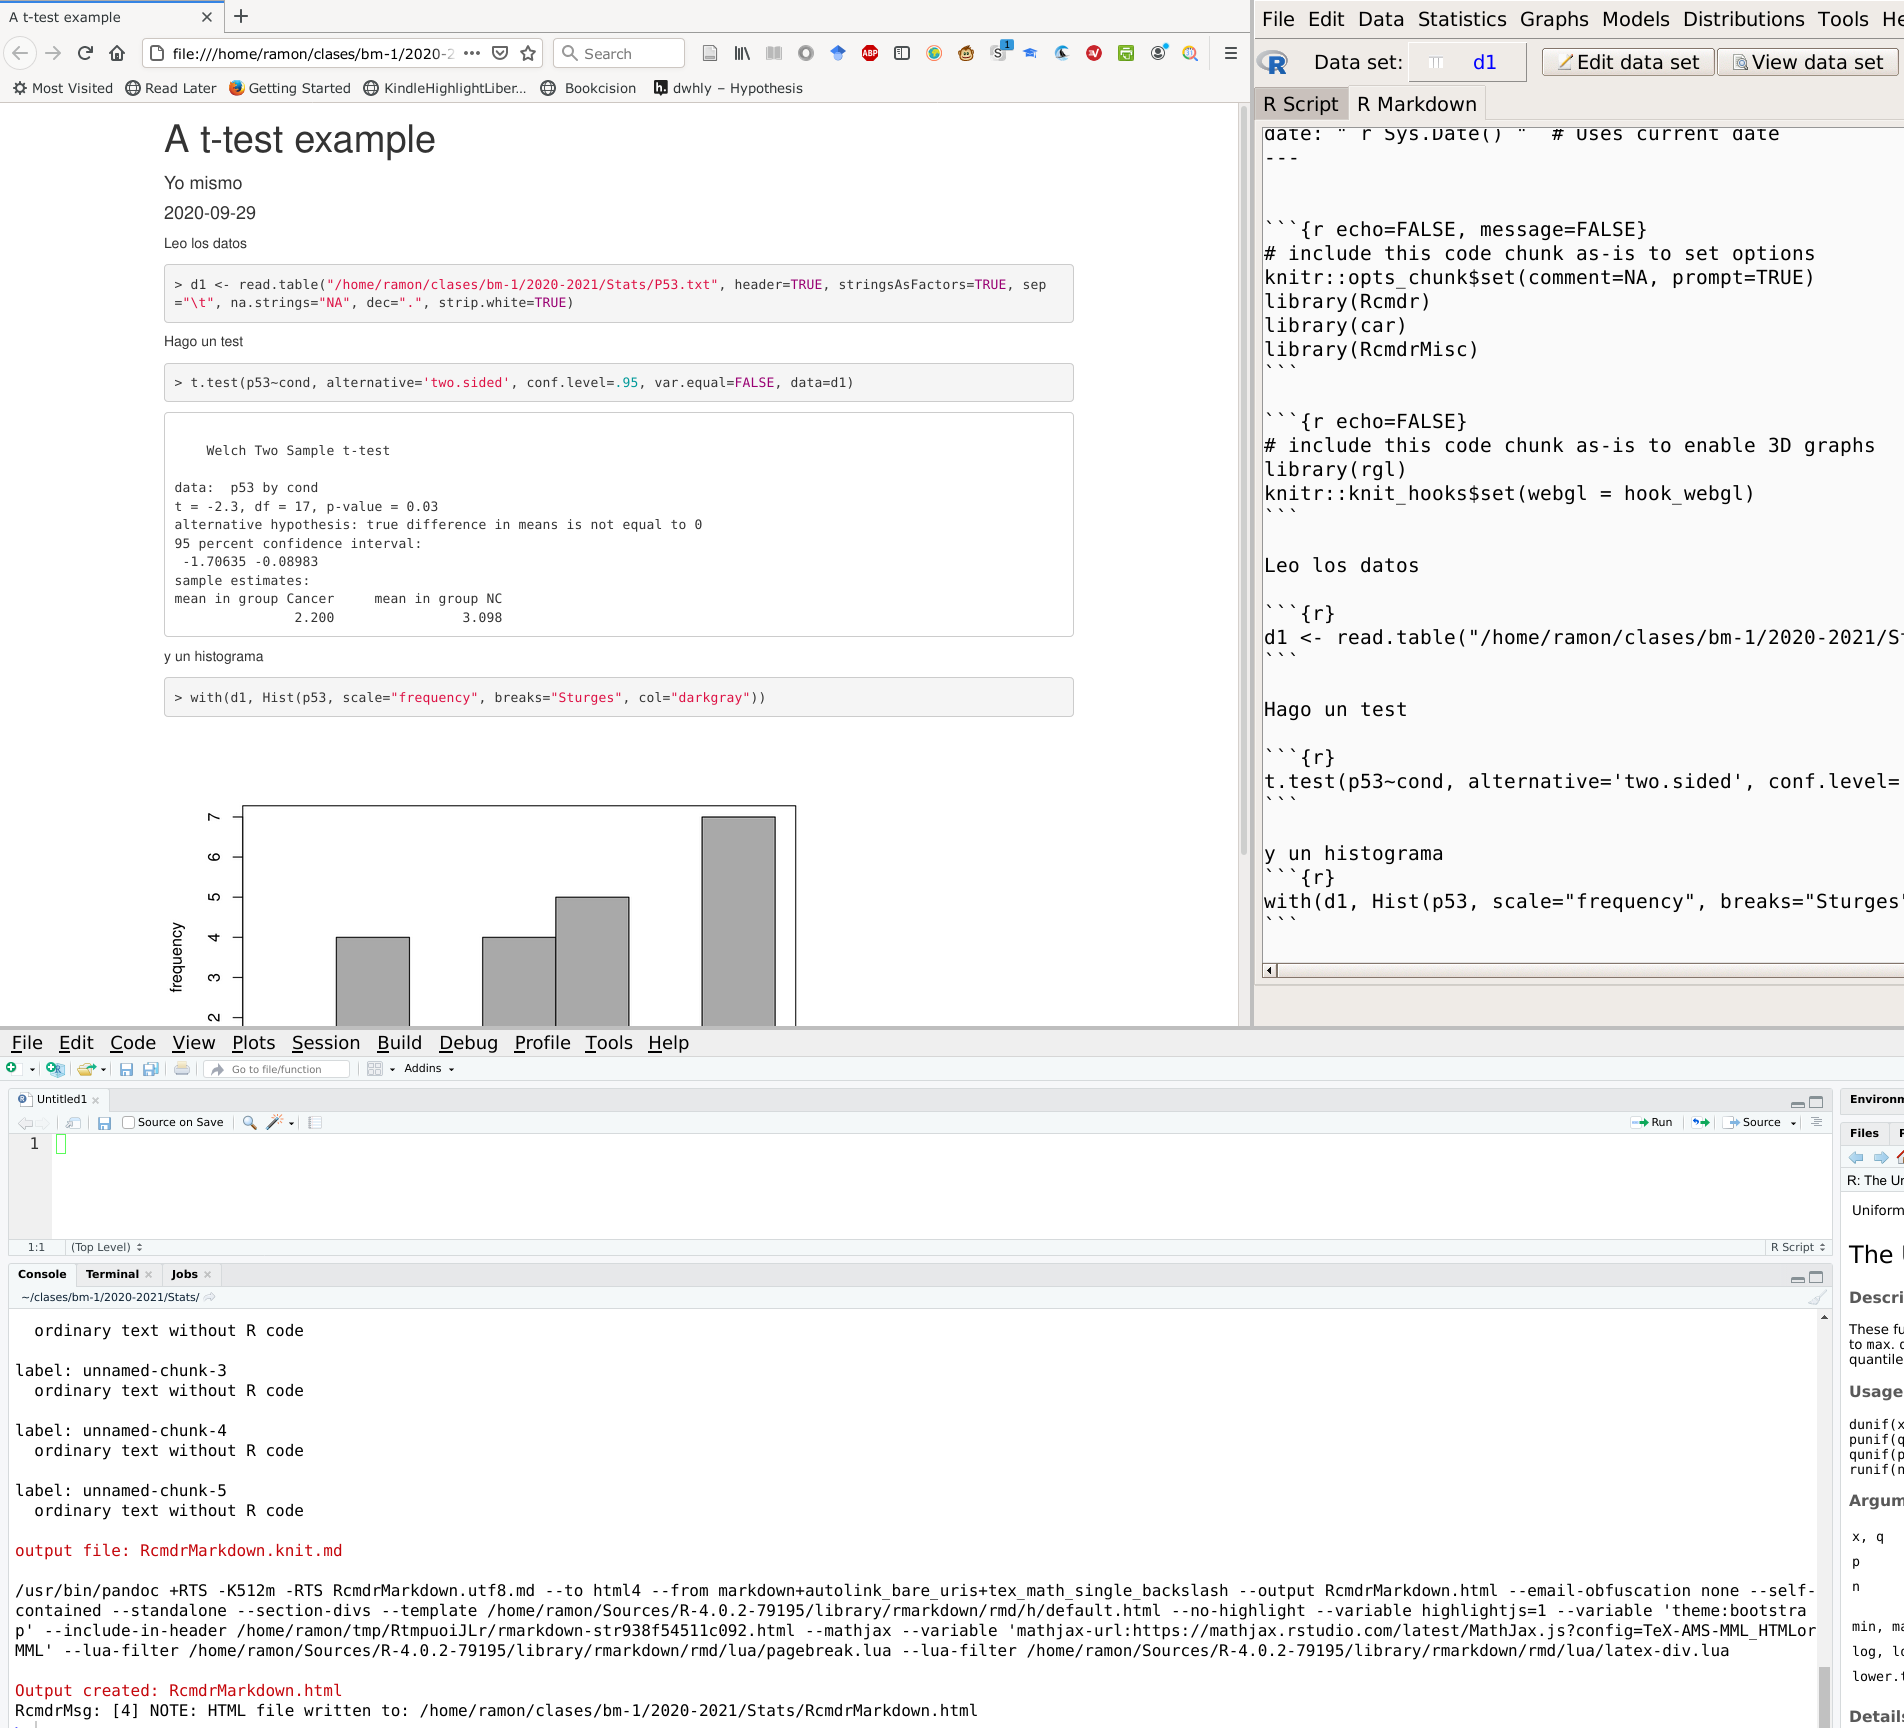 A t-test example
file:///home/ramon/clases/bm-1/2020-2
Search
Most Visited Read Later Getting Started KindleHighlightLiber... Bookcision dwhly – Hypothesis
A t-test example
Yo mismo
2020-09-29
Leo los datos
> d1 <- read.table("/home/ramon/clases/bm-1/2020-2021/Stats/P53.txt", header=TRUE, stringsAsFactors=TRUE, sep
="\t", na.strings="NA", dec=".", strip.white=TRUE)
Hago un test
> t.test(p53~cond, alternative='two.sided', conf.level=.95, var.equal=FALSE, data=d1)
Welch Two Sample t-test
data:  p53 by cond
t = -2.3, df = 17, p-value = 0.03
alternative hypothesis: true difference in means is not equal to 0
95 percent confidence interval:
-1.70635 -0.08983
sample estimates:
mean in group Cancer     mean in group NC
2.200                3.098
y un histograma
> with(d1, Hist(p53, scale="frequency", breaks="Sturges", col="darkgray"))
7
6
5
4
3
2
frequency
File Edit Data Statistics Graphs Models Distributions Tools He
Data set: d1 Edit data set View data set
R Script R Markdown
date: "`r Sys.Date()`"  # Uses current date
---
```{r echo=FALSE, message=FALSE}
# include this code chunk as-is to set options
knitr::opts_chunk$set(comment=NA, prompt=TRUE)
library(Rcmdr)
library(car)
library(RcmdrMisc)
```
```{r echo=FALSE}
# include this code chunk as-is to enable 3D graphs
library(rgl)
knitr::knit_hooks$set(webgl = hook_webgl)
```
Leo los datos
```{r}
d1 <- read.table("/home/ramon/clases/bm-1/2020-2021/St
```
Hago un test
```{r}
t.test(p53~cond, alternative='two.sided', conf.level=
```
y un histograma
```{r}
with(d1, Hist(p53, scale="frequency", breaks="Sturges"
```
File Edit Code View Plots Session Build Debug Profile Tools Help
Go to file/function Addins
Untitled1
Source on Save Run Source
1
1:1 (Top Level) R Script
Console Terminal Jobs
~/clases/bm-1/2020-2021/Stats/
ordinary text without R code
label: unnamed-chunk-3
ordinary text without R code
label: unnamed-chunk-4
ordinary text without R code
label: unnamed-chunk-5
ordinary text without R code
output file: RcmdrMarkdown.knit.md
/usr/bin/pandoc +RTS -K512m -RTS RcmdrMarkdown.utf8.md --to html4 --from markdown+autolink_bare_uris+tex_math_single_backslash --output RcmdrMarkdown.html --email-obfuscation none --self-
contained --standalone --section-divs --template /home/ramon/Sources/R-4.0.2-79195/library/rmarkdown/rmd/h/default.html --no-highlight --variable highlightjs=1 --variable 'theme:bootstra
p' --include-in-header /home/ramon/tmp/RtmpuoiJLr/rmarkdown-str938f54511c092.html --mathjax --variable 'mathjax-url:https://mathjax.rstudio.com/latest/MathJax.js?config=TeX-AMS-MML_HTMLor
MML' --lua-filter /home/ramon/Sources/R-4.0.2-79195/library/rmarkdown/rmd/lua/pagebreak.lua --lua-filter /home/ramon/Sources/R-4.0.2-79195/library/rmarkdown/rmd/lua/latex-div.lua
Output created: RcmdrMarkdown.html
RcmdrMsg: [4] NOTE: HTML file written to: /home/ramon/clases/bm-1/2020-2021/Stats/RcmdrMarkdown.html
Environm
Files P
R: The Un
Uniform
The
Descri
These fu
to max.
quantile
Usage
dunif(x
punif(q
qunif(p
runif(n
Argum
x, q
p
n
min, ma
log, lo
lower.t
Details